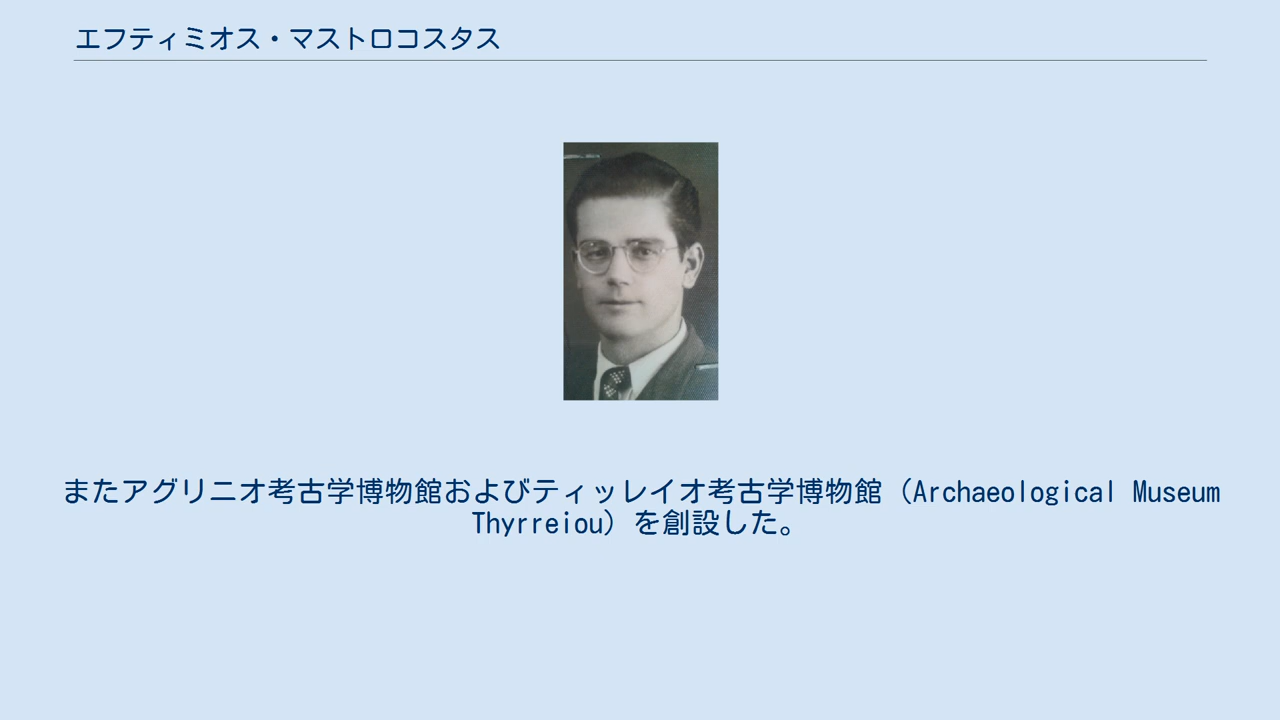 エフティミオス・マストロコスタス
またアグリニオ考古学博物館およびティッレイオ考古学博物館（Archaeological Museum
Thyrreiou）を創設した。